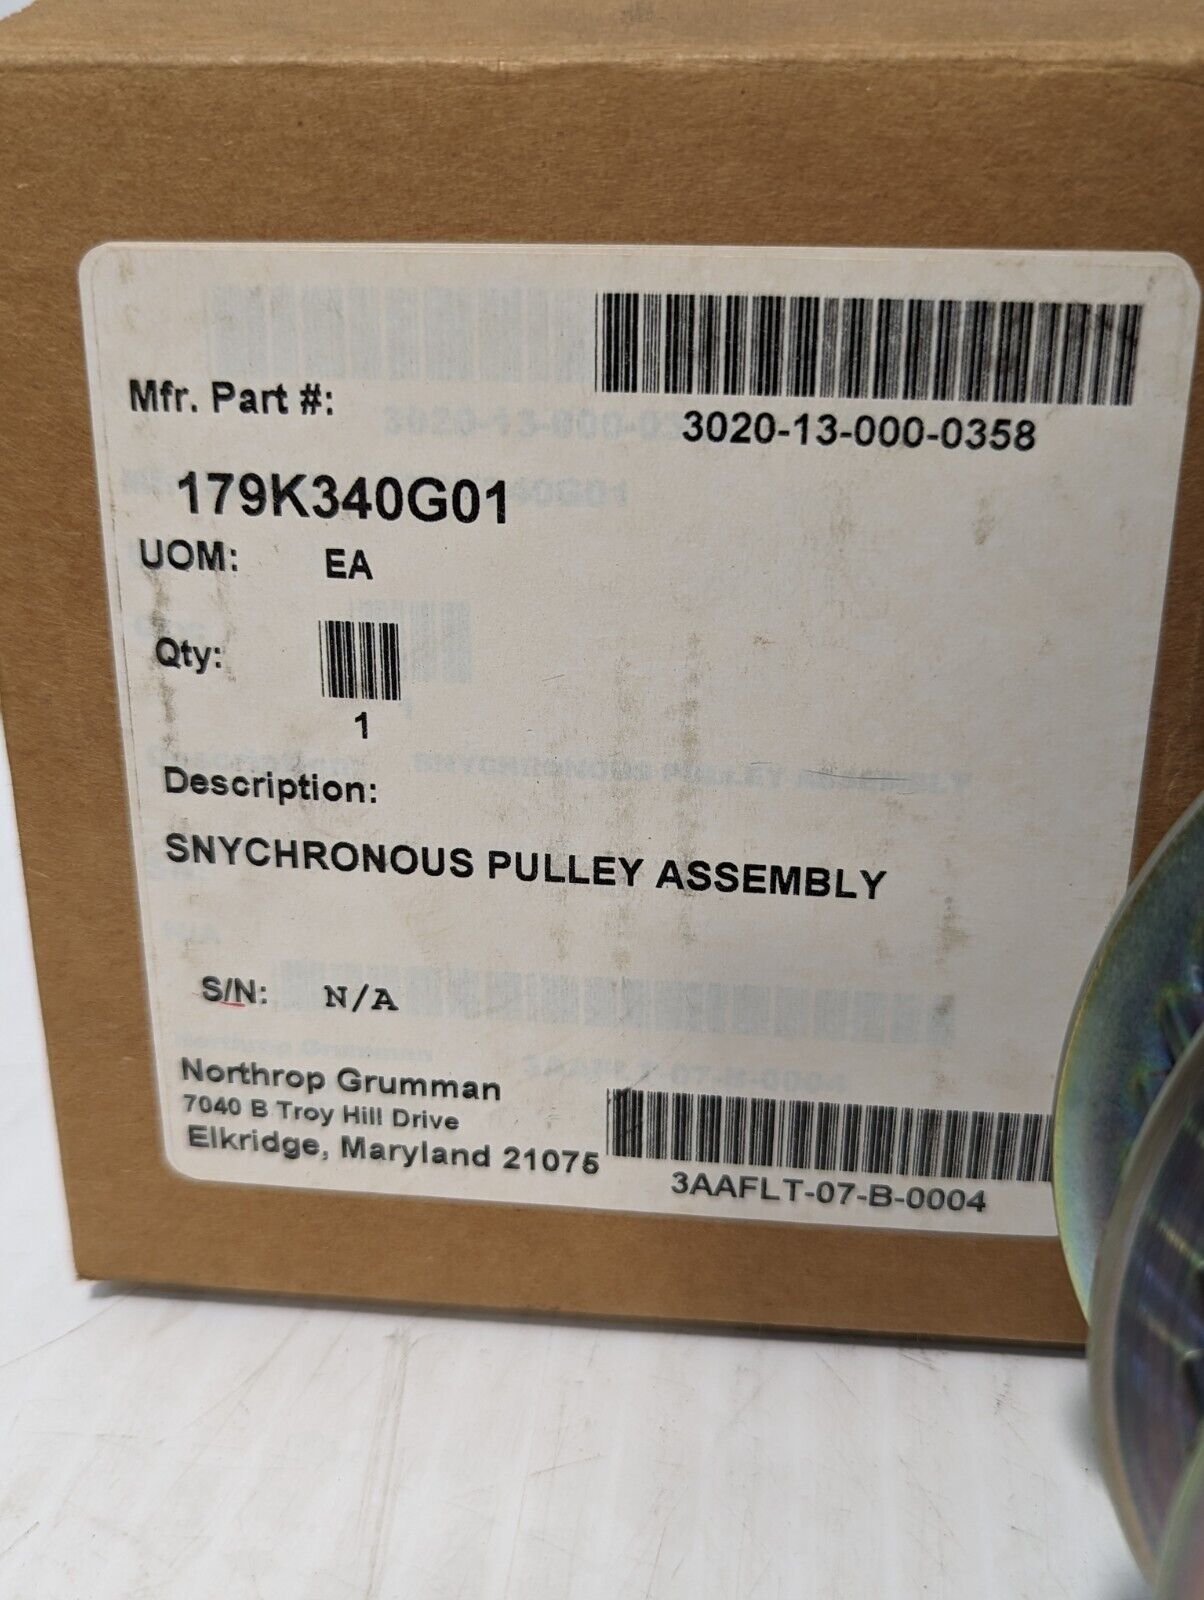 3020-13-000-0358
Mfr. Part #:
179K340G01
UOM: EA
Qty:
1
Description:
SNYCHRONOUS PULLEY ASSEMBLY
S/N: N/A
Northrop Grumman
7040 B Troy Hill Drive
Elkridge, Maryland 21075
3AAFLT-07-B-0004